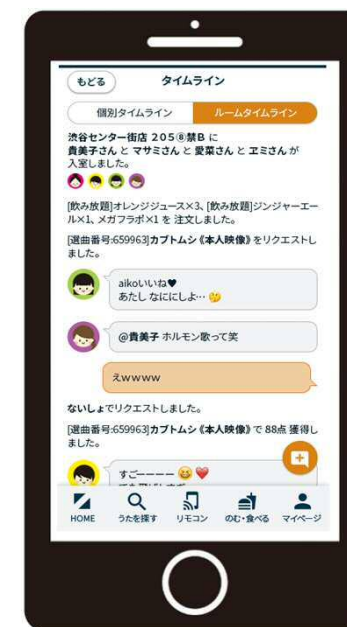 もどる
タイムライン
個別タイムライン
ルームタイムライン
渋谷センター街店 205⑧禁B に
貴美子さん と マサミさん と 愛菜さん と ヱミさん が
入室しました。
[飲み放題]オレンジジュース×3、[飲み放題]ジンジャーエー
ル×1、メガフラポ×1 を 注文しました。
[選曲番号:659963]カブトムシ《本人映像》をリクエストし
ました。
aikoいいね♥
あたし なににしよ… 🤔
@貴美子 ホルモン歌って笑
えwwww
ないしょでリクエストしました。
[選曲番号:659963]カブトムシ《本人映像》で 88点 獲得し
ました。
すごーーーー 😄 ❤️
HOME
うたを探す
リモコン
のむ・食べる
マイページ